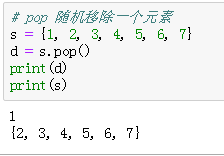 # pop 随机移除一个元素
s = {1, 2, 3, 4, 5, 6, 7}
d = s.pop()
print(d)
print(s)
1
{2, 3, 4, 5, 6, 7}